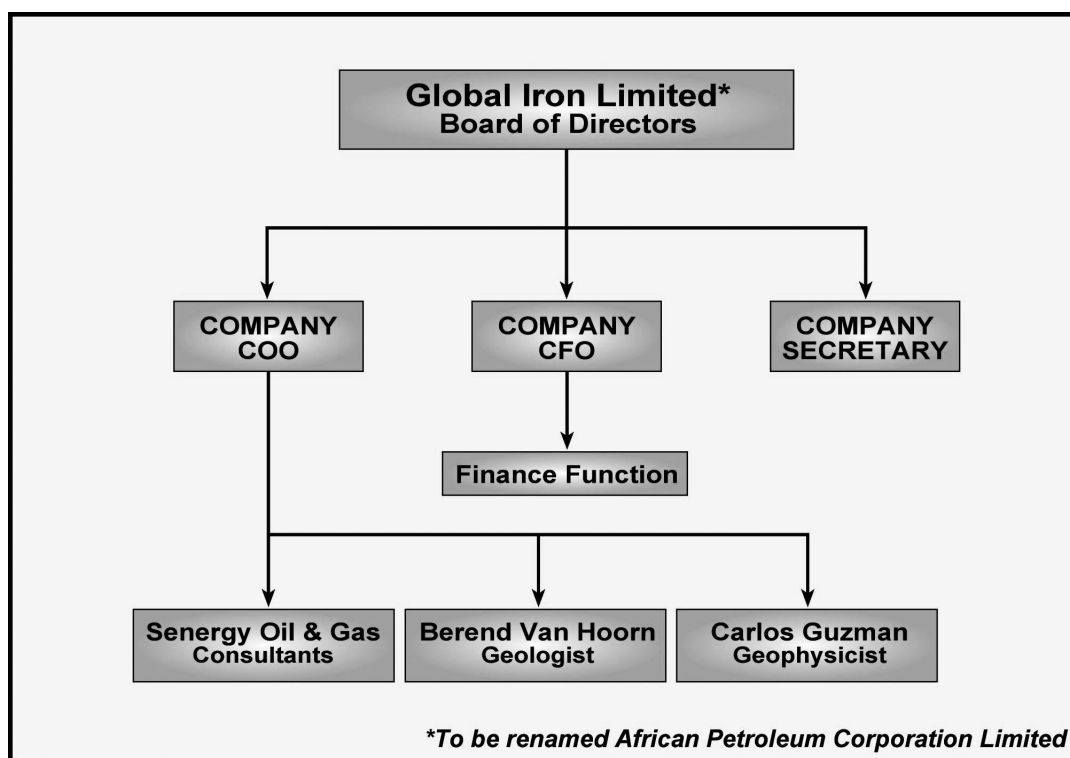 Global Iron Limited*
Board of Directors
COMPANY
COO
COMPANY
CFO
COMPANY
SECRETARY
Finance Function
Senergy Oil & Gas
Consultants
Berend Van Hoorn
Geologist
Carlos Guzman
Geophysicist
*To be renamed African Petroleum Corporation Limited